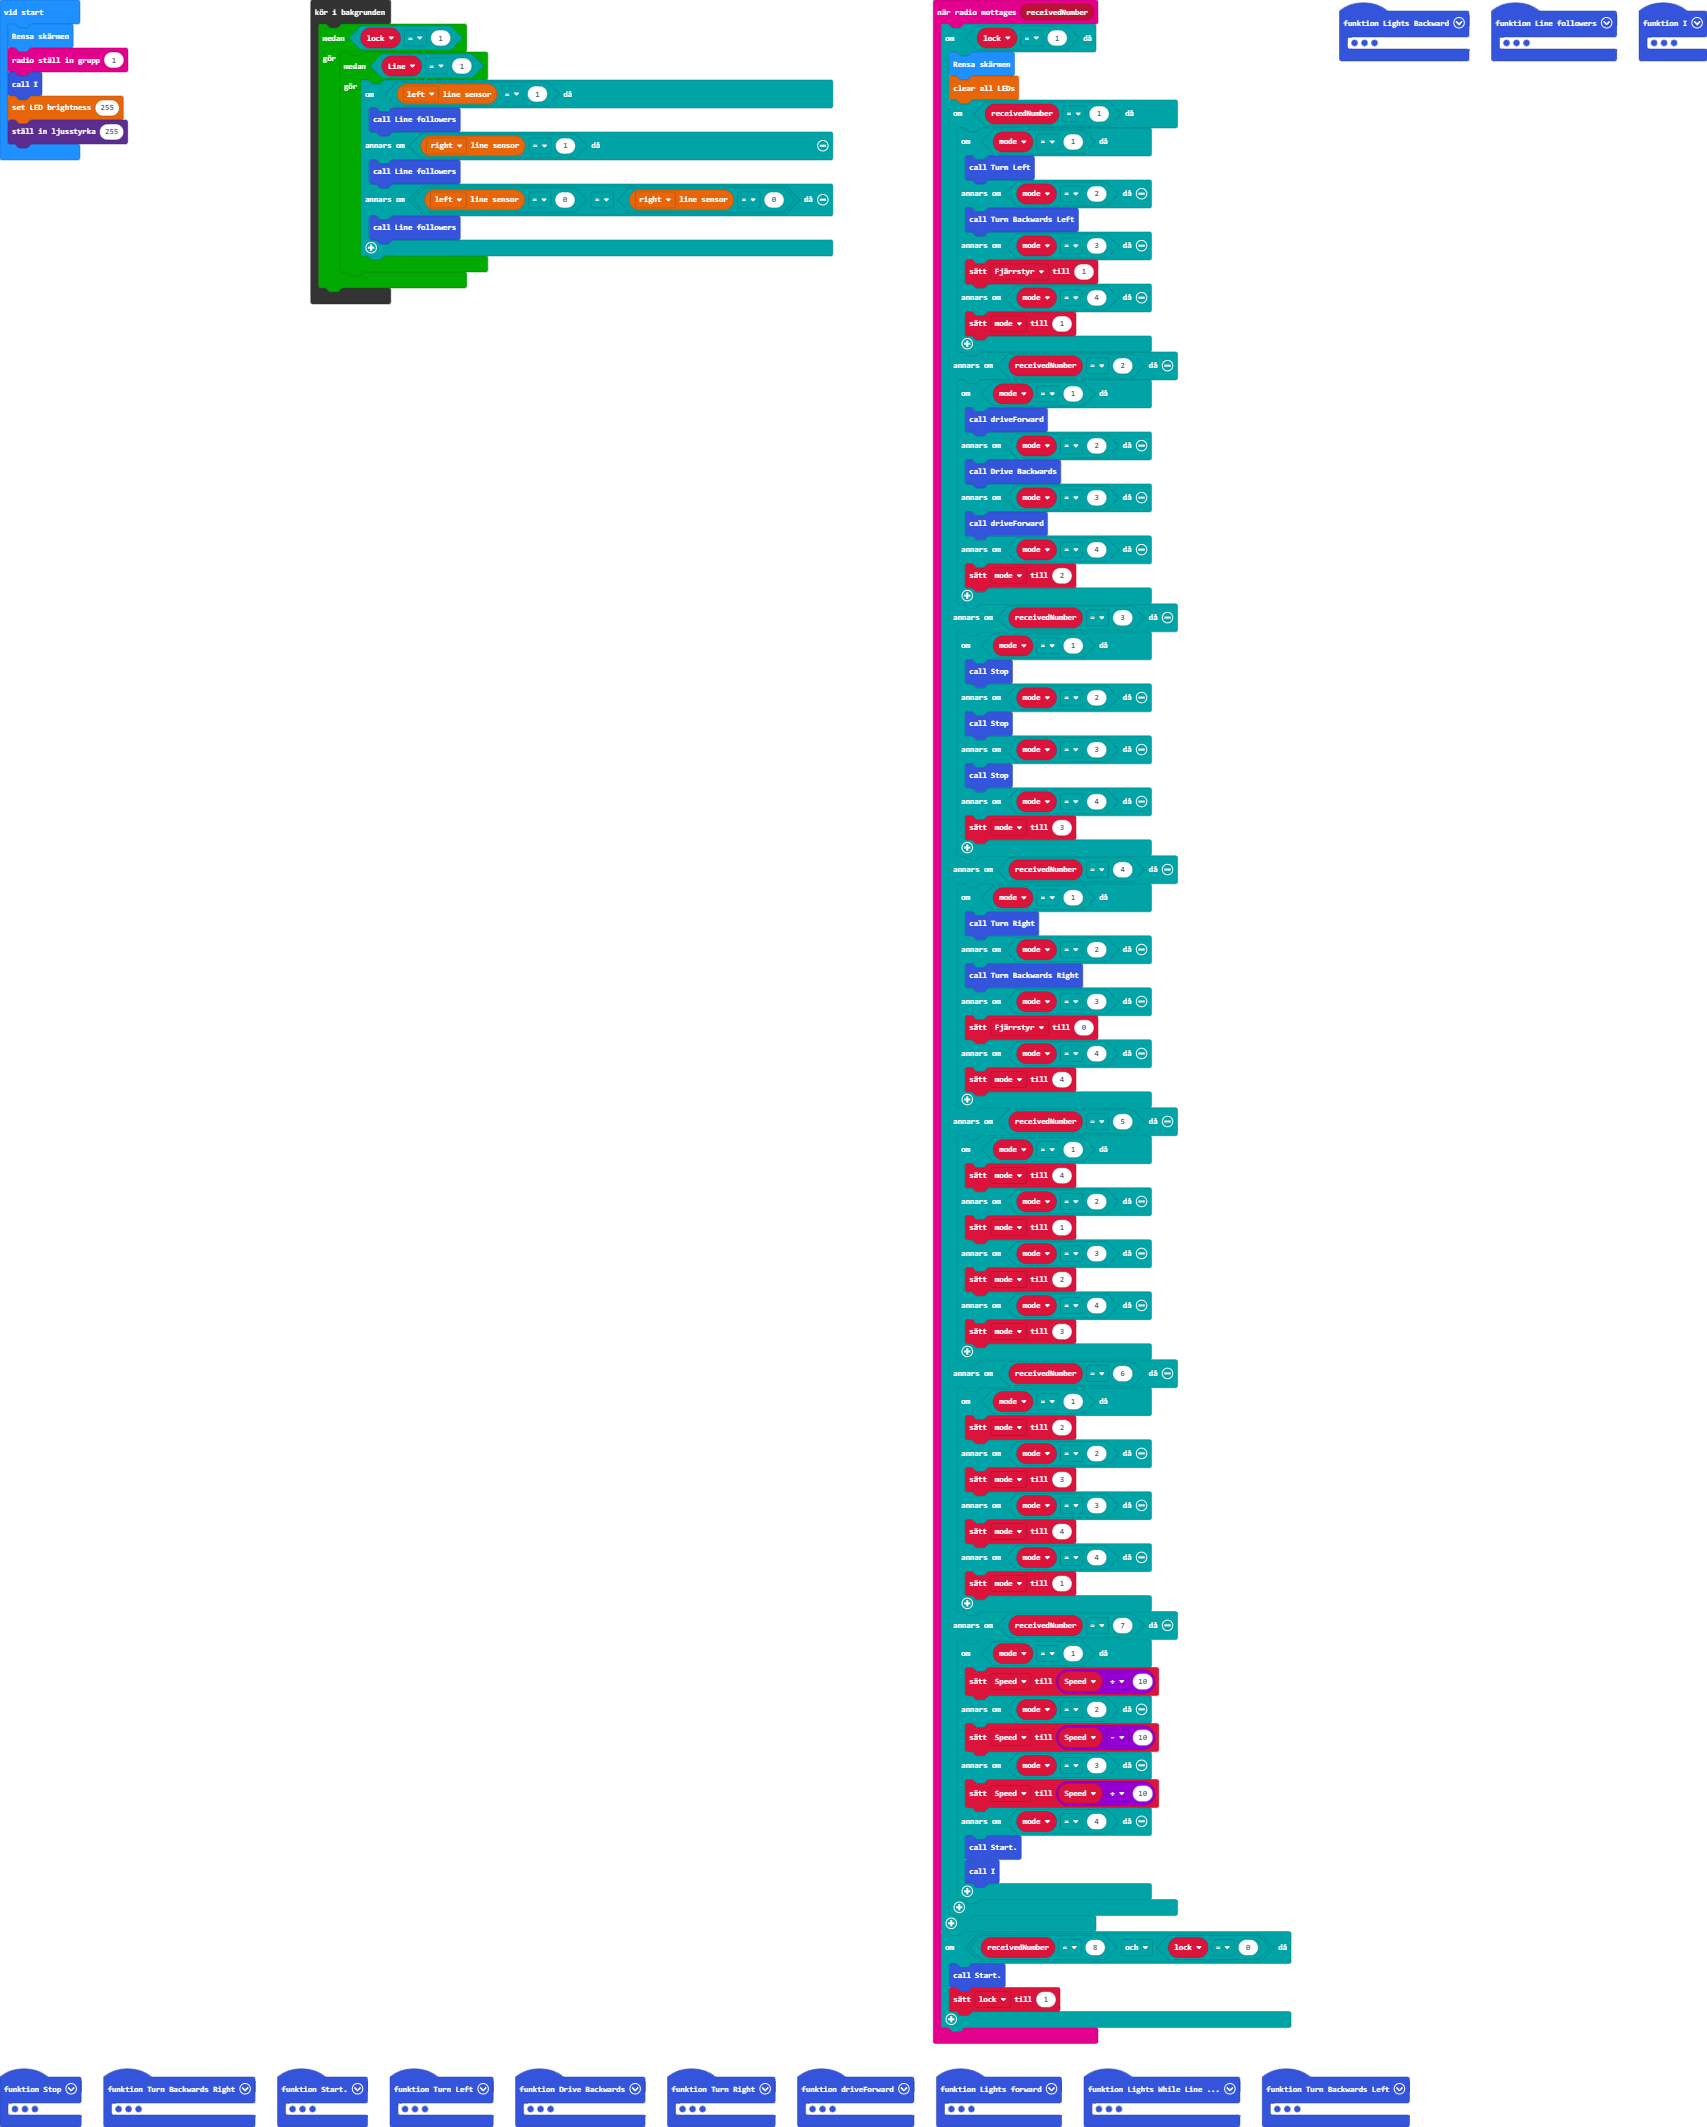 vid start
Rensa skärmen
radio ställ in grupp 1
call I
set LED brightness 255
ställ in ljusstyrka 255
kör i bakgrunden
medan lock = 1
gör
medan Line = 1
gör
om left line sensor = 1 då
call Line followers
annars om right line sensor = 1 då
call Line followers
annars om left line sensor = 0 = right line sensor = 0 då
call Line followers
när radio mottages receivedNumber
om lock = 1 då
Rensa skärmen
clear all LEDs
om receivedNumber = 1 då
om mode = 1 då
call Turn Left
annars om mode = 2 då
call Turn Backwards Left
annars om mode = 3 då
sätt Fjärrstyr till 1
annars om mode = 4 då
sätt mode till 1
annars om receivedNumber = 2 då
om mode = 1 då
call driveForward
annars om mode = 2 då
call Drive Backwards
annars om mode = 3 då
call driveForward
annars om mode = 4 då
sätt mode till 2
annars om receivedNumber = 3 då
om mode = 1 då
call Stop
annars om mode = 2 då
call Stop
annars om mode = 3 då
call Stop
annars om mode = 4 då
sätt mode till 3
annars om receivedNumber = 4 då
om mode = 1 då
call Turn Right
annars om mode = 2 då
call Turn Backwards Right
annars om mode = 3 då
sätt Fjärrstyr till 0
annars om mode = 4 då
sätt mode till 4
annars om receivedNumber = 5 då
om mode = 1 då
sätt mode till 4
annars om mode = 2 då
sätt mode till 1
annars om mode = 3 då
sätt mode till 2
annars om mode = 4 då
sätt mode till 3
annars om receivedNumber = 6 då
om mode = 1 då
sätt mode till 2
annars om mode = 2 då
sätt mode till 3
annars om mode = 3 då
sätt mode till 4
annars om mode = 4 då
sätt mode till 1
annars om receivedNumber = 7 då
om mode = 1 då
sätt Speed till Speed + 10
annars om mode = 2 då
sätt Speed till Speed - 10
annars om mode = 3 då
sätt Speed till Speed + 10
annars om mode = 4 då
call Start.
call I
om receivedNumber = 8 och lock = 0 då
call Start.
sätt lock till 1
funktion Lights Backward
funktion Line followers
funktion I
funktion Stop
funktion Turn Backwards Right
funktion Start.
funktion Turn Left
funktion Drive Backwards
funktion Turn Right
funktion driveForward
funktion Lights forward
funktion Lights While Line ...
funktion Turn Backwards Left